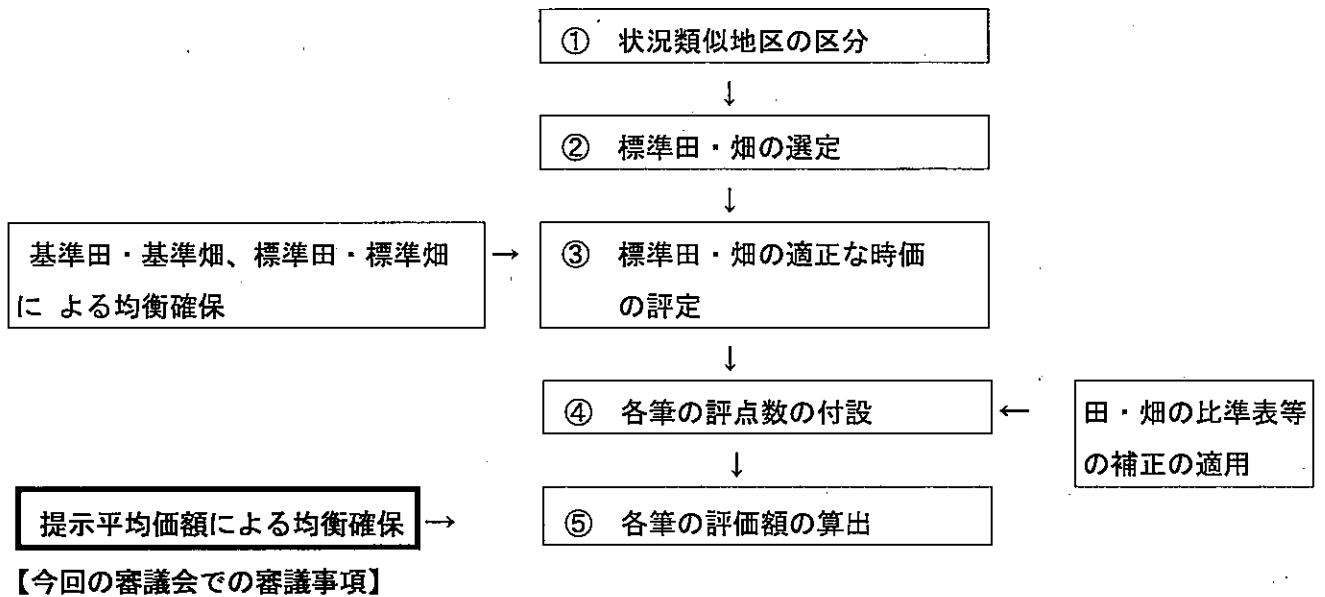 ① 状況類似地区の区分
↓
② 標準田・畑の選定
↓
基準田・基準畑、標準田・標準畑
に よる均衡確保
→
③ 標準田・畑の適正な時価
の評定
↓
④ 各筆の評点数の付設
←
田・畑の比準表等
の補正の適用
↓
提示平均価額による均衡確保
→
⑤ 各筆の評価額の算出
【今回の審議会での審議事項】